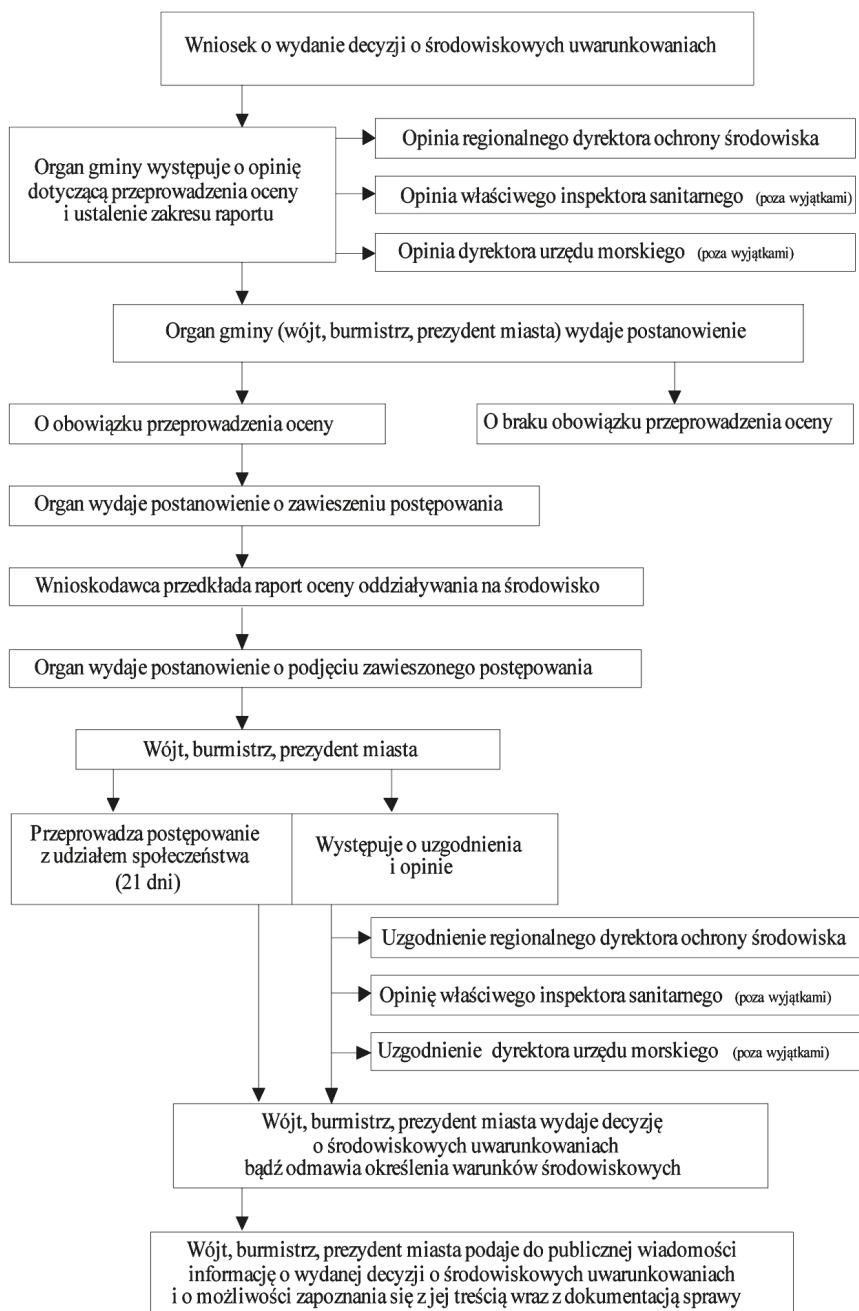 Wniosek o wydanie decyzji o środowiskowych uwarunkowaniach
Organ gminy występuje o opinię
dotyczącą przeprowadzenia oceny
i ustalenie zakresu raportu
Opinia regionalnego dyrektora ochrony środowiska
Opinia właściwego inspektora sanitarnego (poza wyjątkami)
Opinia dyrektora urzędu morskiego (poza wyjątkami)
Organ gminy (wójt, burmistrz, prezydent miasta) wydaje postanowienie
O obowiązku przeprowadzenia oceny
O braku obowiązku przeprowadzenia oceny
Organ wydaje postanowienie o zawieszeniu postępowania
Wnioskodawca przedkłada raport oceny oddziaływania na środowisko
Organ wydaje postanowienie o podjęciu zawieszonego postępowania
Wójt, burmistrz, prezydent miasta
Przeprowadza postępowanie
z udziałem społeczeństwa
(21 dni)
Występuje o uzgodnienia
i opinie
Uzgodnienie regionalnego dyrektora ochrony środowiska
Opinię właściwego inspektora sanitarnego (poza wyjątkami)
Uzgodnienie dyrektora urzędu morskiego (poza wyjątkami)
Wójt, burmistrz, prezydent miasta wydaje decyzję
o środowiskowych uwarunkowaniach
bądź odmawia określenia warunków środowiskowych
Wójt, burmistrz, prezydent miasta podaje do publicznej wiadomości
informację o wydanej decyzji o środowiskowych uwarunkowaniach
i o możliwości zapoznania się z jej treścią wraz z dokumentacją sprawy